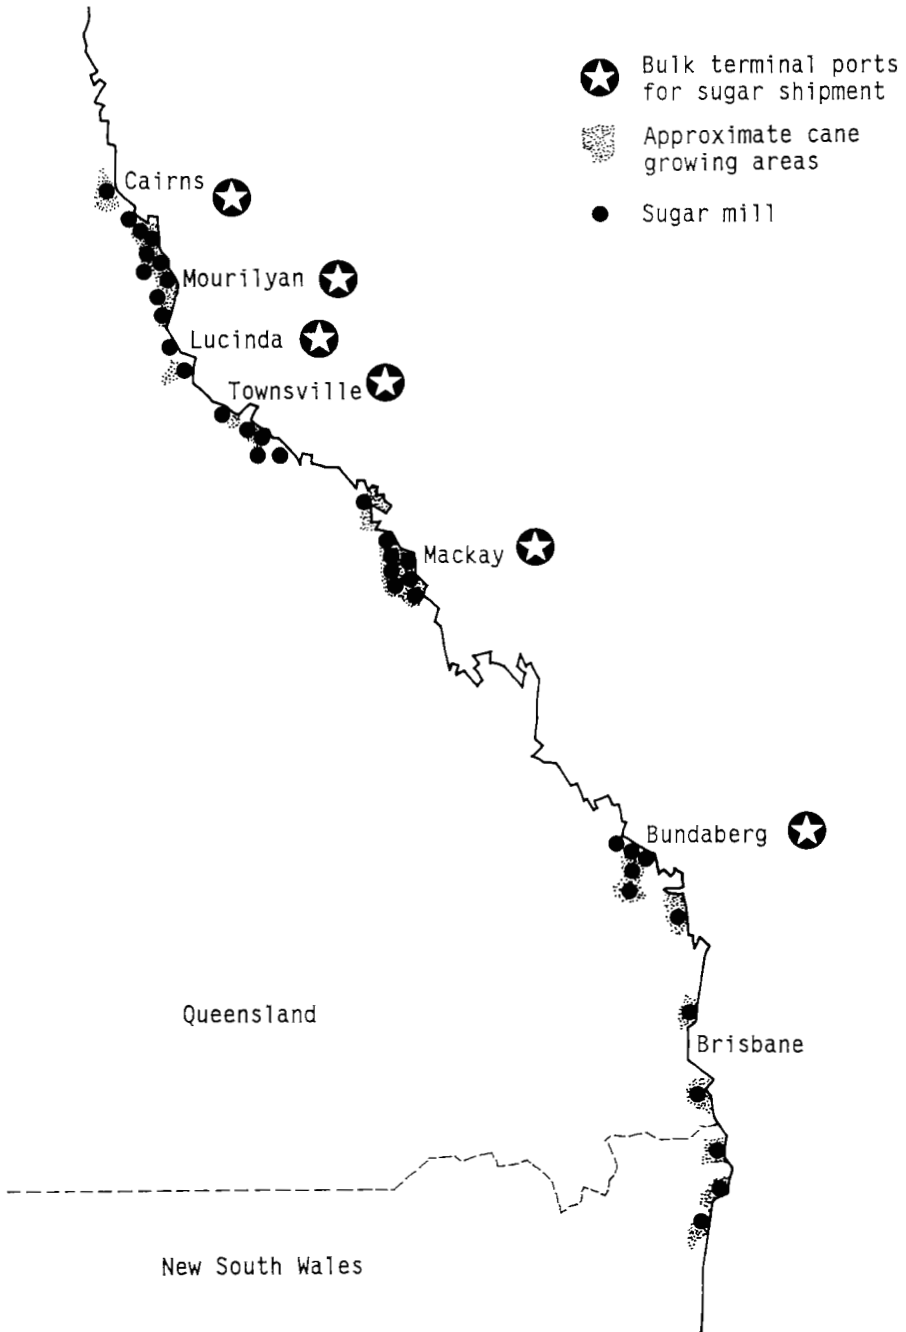 Bulk terminal ports
for sugar shipment
Approximate cane
growing areas
Sugar mill
Cairns
Mourilyan
Lucinda
Townsville
Mackay
Bundaberg
Queensland
Brisbane
New South Wales